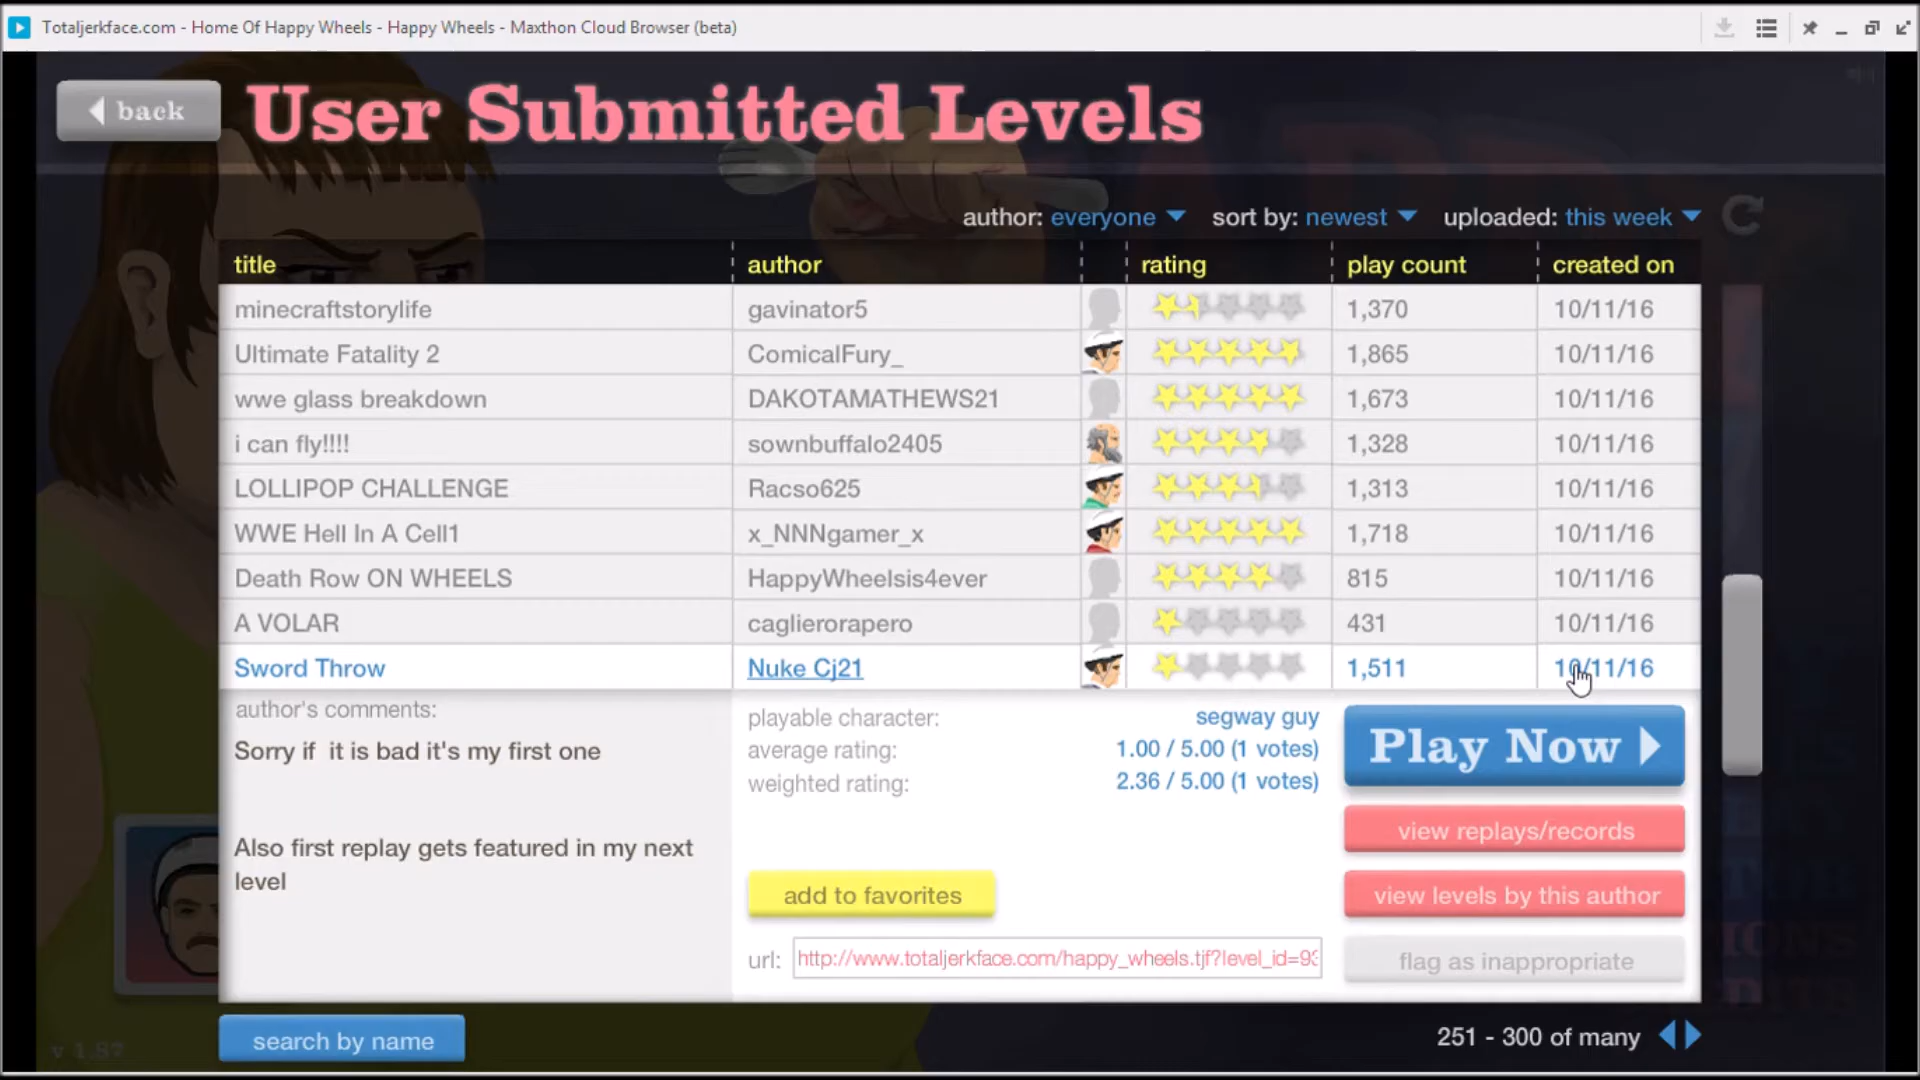 Totaljerkface.com - Home Of Happy Wheels - Happy Wheels - Maxthon Cloud Browser (beta)
back
User Submitted Levels
author: everyone sort by: newest uploaded: this week
title author rating play count created on
minecraftstorylife gavinator5 1,370 10/11/16
Ultimate Fatality 2 ComicalFury_ 1,865 10/11/16
wwe glass breakdown DAKOTAMATHEWS21 1,673 10/11/16
i can fly!!!! sownbuffalo2405 1,328 10/11/16
LOLLIPOP CHALLENGE Racso625 1,313 10/11/16
WWE Hell In A Cell1 x_NNNgamer_x 1,718 10/11/16
Death Row ON WHEELS HappyWheelsis4ever 815 10/11/16
A VOLAR caglierorapero 431 10/11/16
Sword Throw Nuke Cj21 1,511 10/11/16
author's comments:
Sorry if it is bad it's my first one
Also first replay gets featured in my next
level
playable character: segway guy
average rating: 1.00 / 5.00 (1 votes)
weighted rating: 2.36 / 5.00 (1 votes)
add to favorites
url: http://www.totaljerkface.com/happy_wheels.tjf?level_id=93
Play Now
view replays/records
view levels by this author
flag as inappropriate
v 1.87
search by name
251 - 300 of many